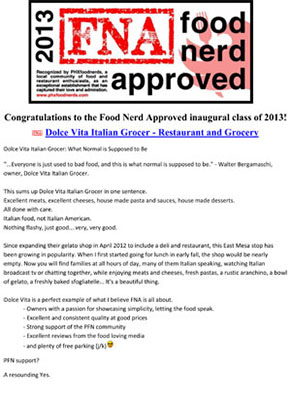 2013
FNA
food
nerd
approved
Recognized by PHXfoodnerds, a
local community of food and
restaurant enthusiasts, as an
exceptional establishment that has
captured their love and admiration.
www.phxfoodnerds.com
Congratulations to the Food Nerd Approved inaugural class of 2013!
Dolce Vita Italian Grocer - Restaurant and Grocery
Dolce Vita Italian Grocer: What Normal is Supposed to Be
"...Everyone is just used to bad food, and this is what normal is supposed to be." - Walter Bergamaschi,
owner, Dolce Vita Italian Grocer.
This sums up Dolce Vita Italian Grocer in one sentence.
Excellent meats, excellent cheeses, house made pasta and sauces, house made desserts.
All done with care.
Italian food, not Italian American.
Nothing flashy, just good... very, very good.
Since expanding their gelato shop in April 2012 to include a deli and restaurant, this East Mesa stop has
been growing in popularity. When I first started going for lunch in early fall, the shop would be nearly
empty. Now you will find families at all hours of day, many of them Italian speaking, watching Italian
broadcast tv or chatting together, while enjoying meats and cheeses, fresh pastas, a rustic aranchino, a bowl
of gelato, a freshly baked sfogliatelle... It's a beautiful thing.
Dolce Vita is a perfect example of what I believe FNA is all about.
- Owners with a passion for showcasing simplicity, letting the food speak.
- Excellent and consistent quality at good prices
- Strong support of the PFN community
- Excellent reviews from the food loving media
- and plenty of free parking (j/k)
PFN support?
A resounding Yes.